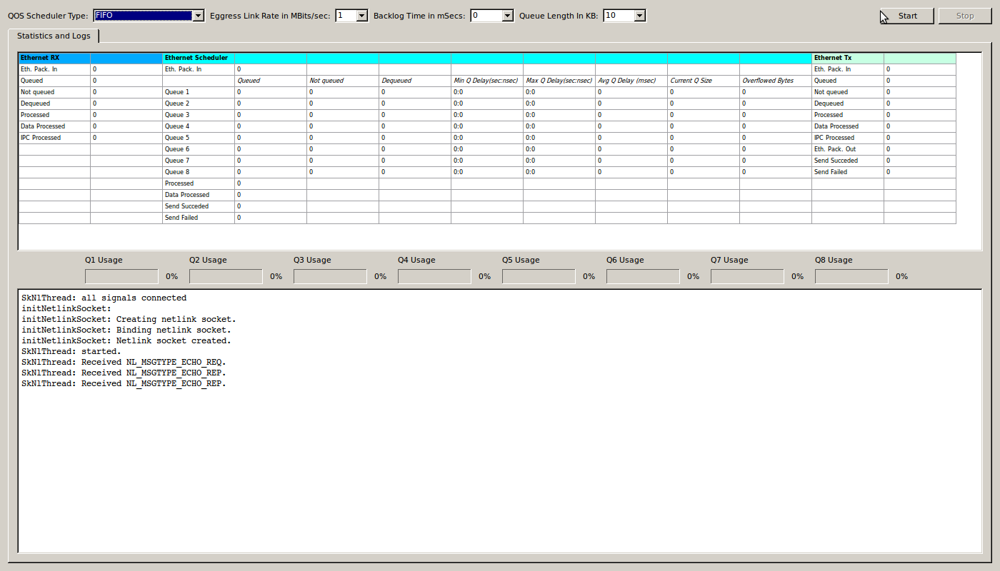 QOS Scheduler Type: FIFO Eggress Link Rate in MBits/sec: 1 Backlog Time in mSecs: 0 Queue Length In KB: 10 Start Stop
Statistics and Logs
Ethernet RX Ethernet Scheduler Ethernet Tx
Eth. Pack. In 0 Eth. Pack. In 0 Eth. Pack. In 0
Queued 0 Queued Not queued Dequeued Min Q Delay(sec:nsec) Max Q Delay(sec:nsec) Avg Q Delay (msec) Current Q Size Overflowed Bytes Queued 0
Not queued 0 Queue 1 0 0 0 0:0 0:0 0 0 0 Not queued 0
Dequeued 0 Queue 2 0 0 0 0:0 0:0 0 0 0 Dequeued 0
Processed 0 Queue 3 0 0 0 0:0 0:0 0 0 0 Processed 0
Data Processed 0 Queue 4 0 0 0 0:0 0:0 0 0 0 Data Processed 0
IPC Processed 0 Queue 5 0 0 0 0:0 0:0 0 0 0 IPC Processed 0
Queue 6 0 0 0 0:0 0:0 0 0 0 Eth. Pack. Out 0
Queue 7 0 0 0 0:0 0:0 0 0 0 Send Succeded 0
Queue 8 0 0 0 0:0 0:0 0 0 0 Send Failed 0
Processed 0
Data Processed 0
Send Succeded 0
Send Failed 0
Q1 Usage Q2 Usage Q3 Usage Q4 Usage Q5 Usage Q6 Usage Q7 Usage Q8 Usage
0% 0% 0% 0% 0% 0% 0% 0%
SkNlThread: all signals connected
initNetlinkSocket:
initNetlinkSocket: Creating netlink socket.
initNetlinkSocket: Binding netlink socket.
initNetlinkSocket: Netlink socket created.
SkNlThread: started.
SkNlThread: Received NL_MSGTYPE_ECHO_REQ.
SkNlThread: Received NL_MSGTYPE_ECHO_REP.
SkNlThread: Received NL_MSGTYPE_ECHO_REP.